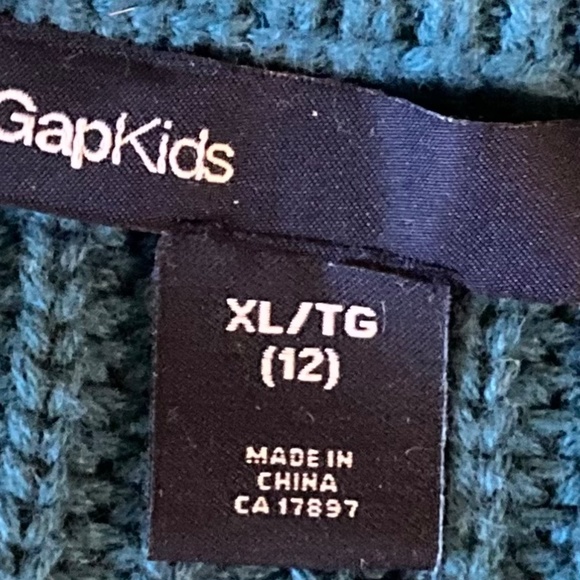 GapKids
XL/TG
(12)
MADE IN
CHINA
CA 17897